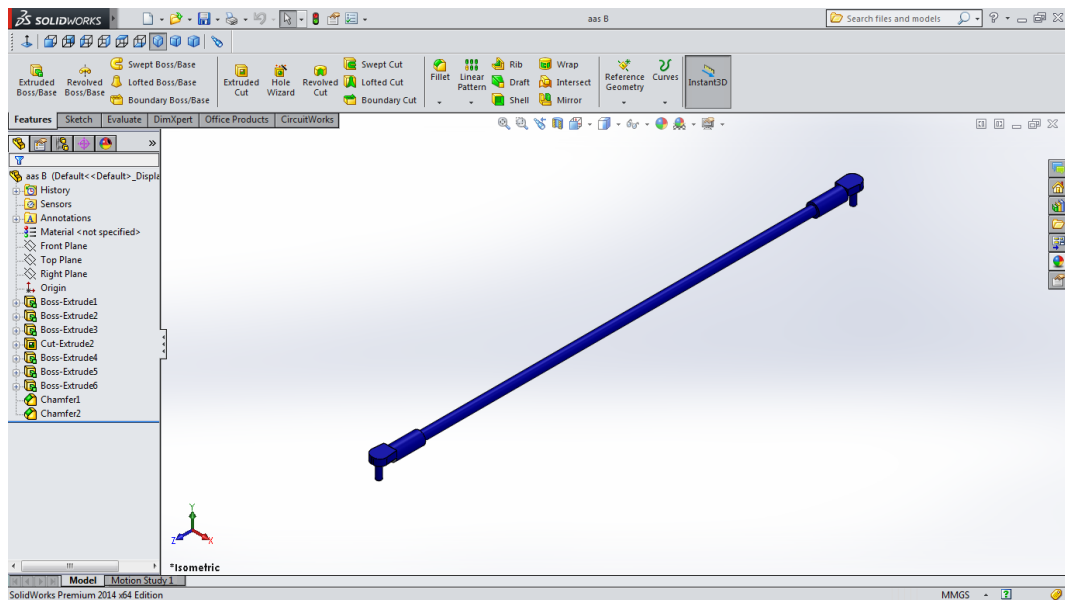 SOLIDWORKS
aas B
Search files and models
Extruded Boss/Base
Revolved Boss/Base
Swept Boss/Base
Lofted Boss/Base
Boundary Boss/Base
Extruded Cut
Hole Wizard
Revolved Cut
Swept Cut
Lofted Cut
Boundary Cut
Fillet
Linear Pattern
Rib
Draft
Shell
Wrap
Intersect
Mirror
Reference Geometry
Curves
Instant3D
Features Sketch Evaluate DimXpert Office Products CircuitWorks
aas B (Default<<Default>_Displa
History
Sensors
Annotations
Material <not specified>
Front Plane
Top Plane
Right Plane
Origin
Boss-Extrude1
Boss-Extrude2
Boss-Extrude3
Cut-Extrude2
Boss-Extrude4
Boss-Extrude5
Boss-Extrude6
Chamfer1
Chamfer2
Y
Z X
*Isometric
Model Motion Study 1
SolidWorks Premium 2014 x64 Edition MMGS